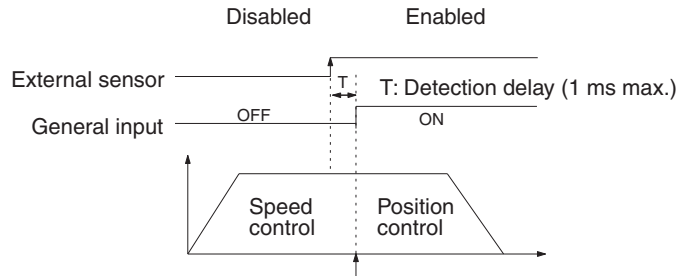 Disabled Enabled
External sensor
T
T: Detection delay (1 ms max.)
General input
OFF
ON
Speed
control
Position
control